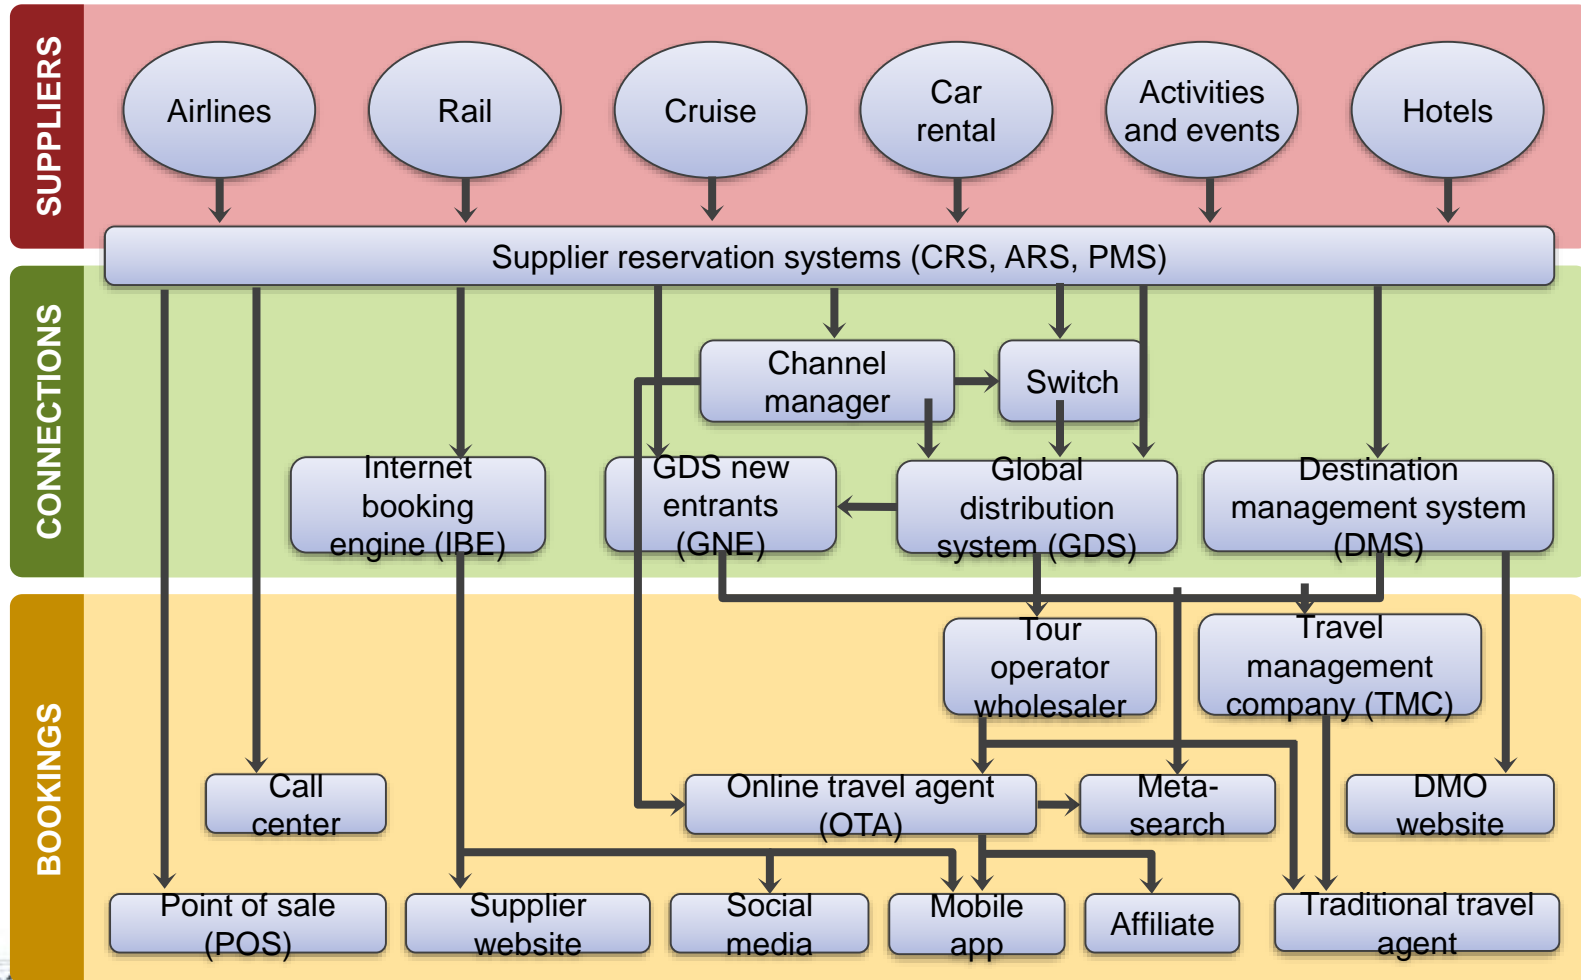 SUPPLIERS
Airlines
Rail
Cruise
Car
rental
Activities
and events
Hotels
Supplier reservation systems (CRS, ARS, PMS)
CONNECTIONS
Channel
manager
Switch
Internet
booking
engine (IBE)
GDS new
entrants
(GNE)
Global
distribution
system (GDS)
Destination
management system
(DMS)
BOOKINGS
Tour
operator
wholesaler
Travel
management
company (TMC)
Call
center
Online travel agent
(OTA)
Meta-
search
DMO
website
Point of sale
(POS)
Supplier
website
Social
media
Mobile
app
Affiliate
Traditional travel
agent